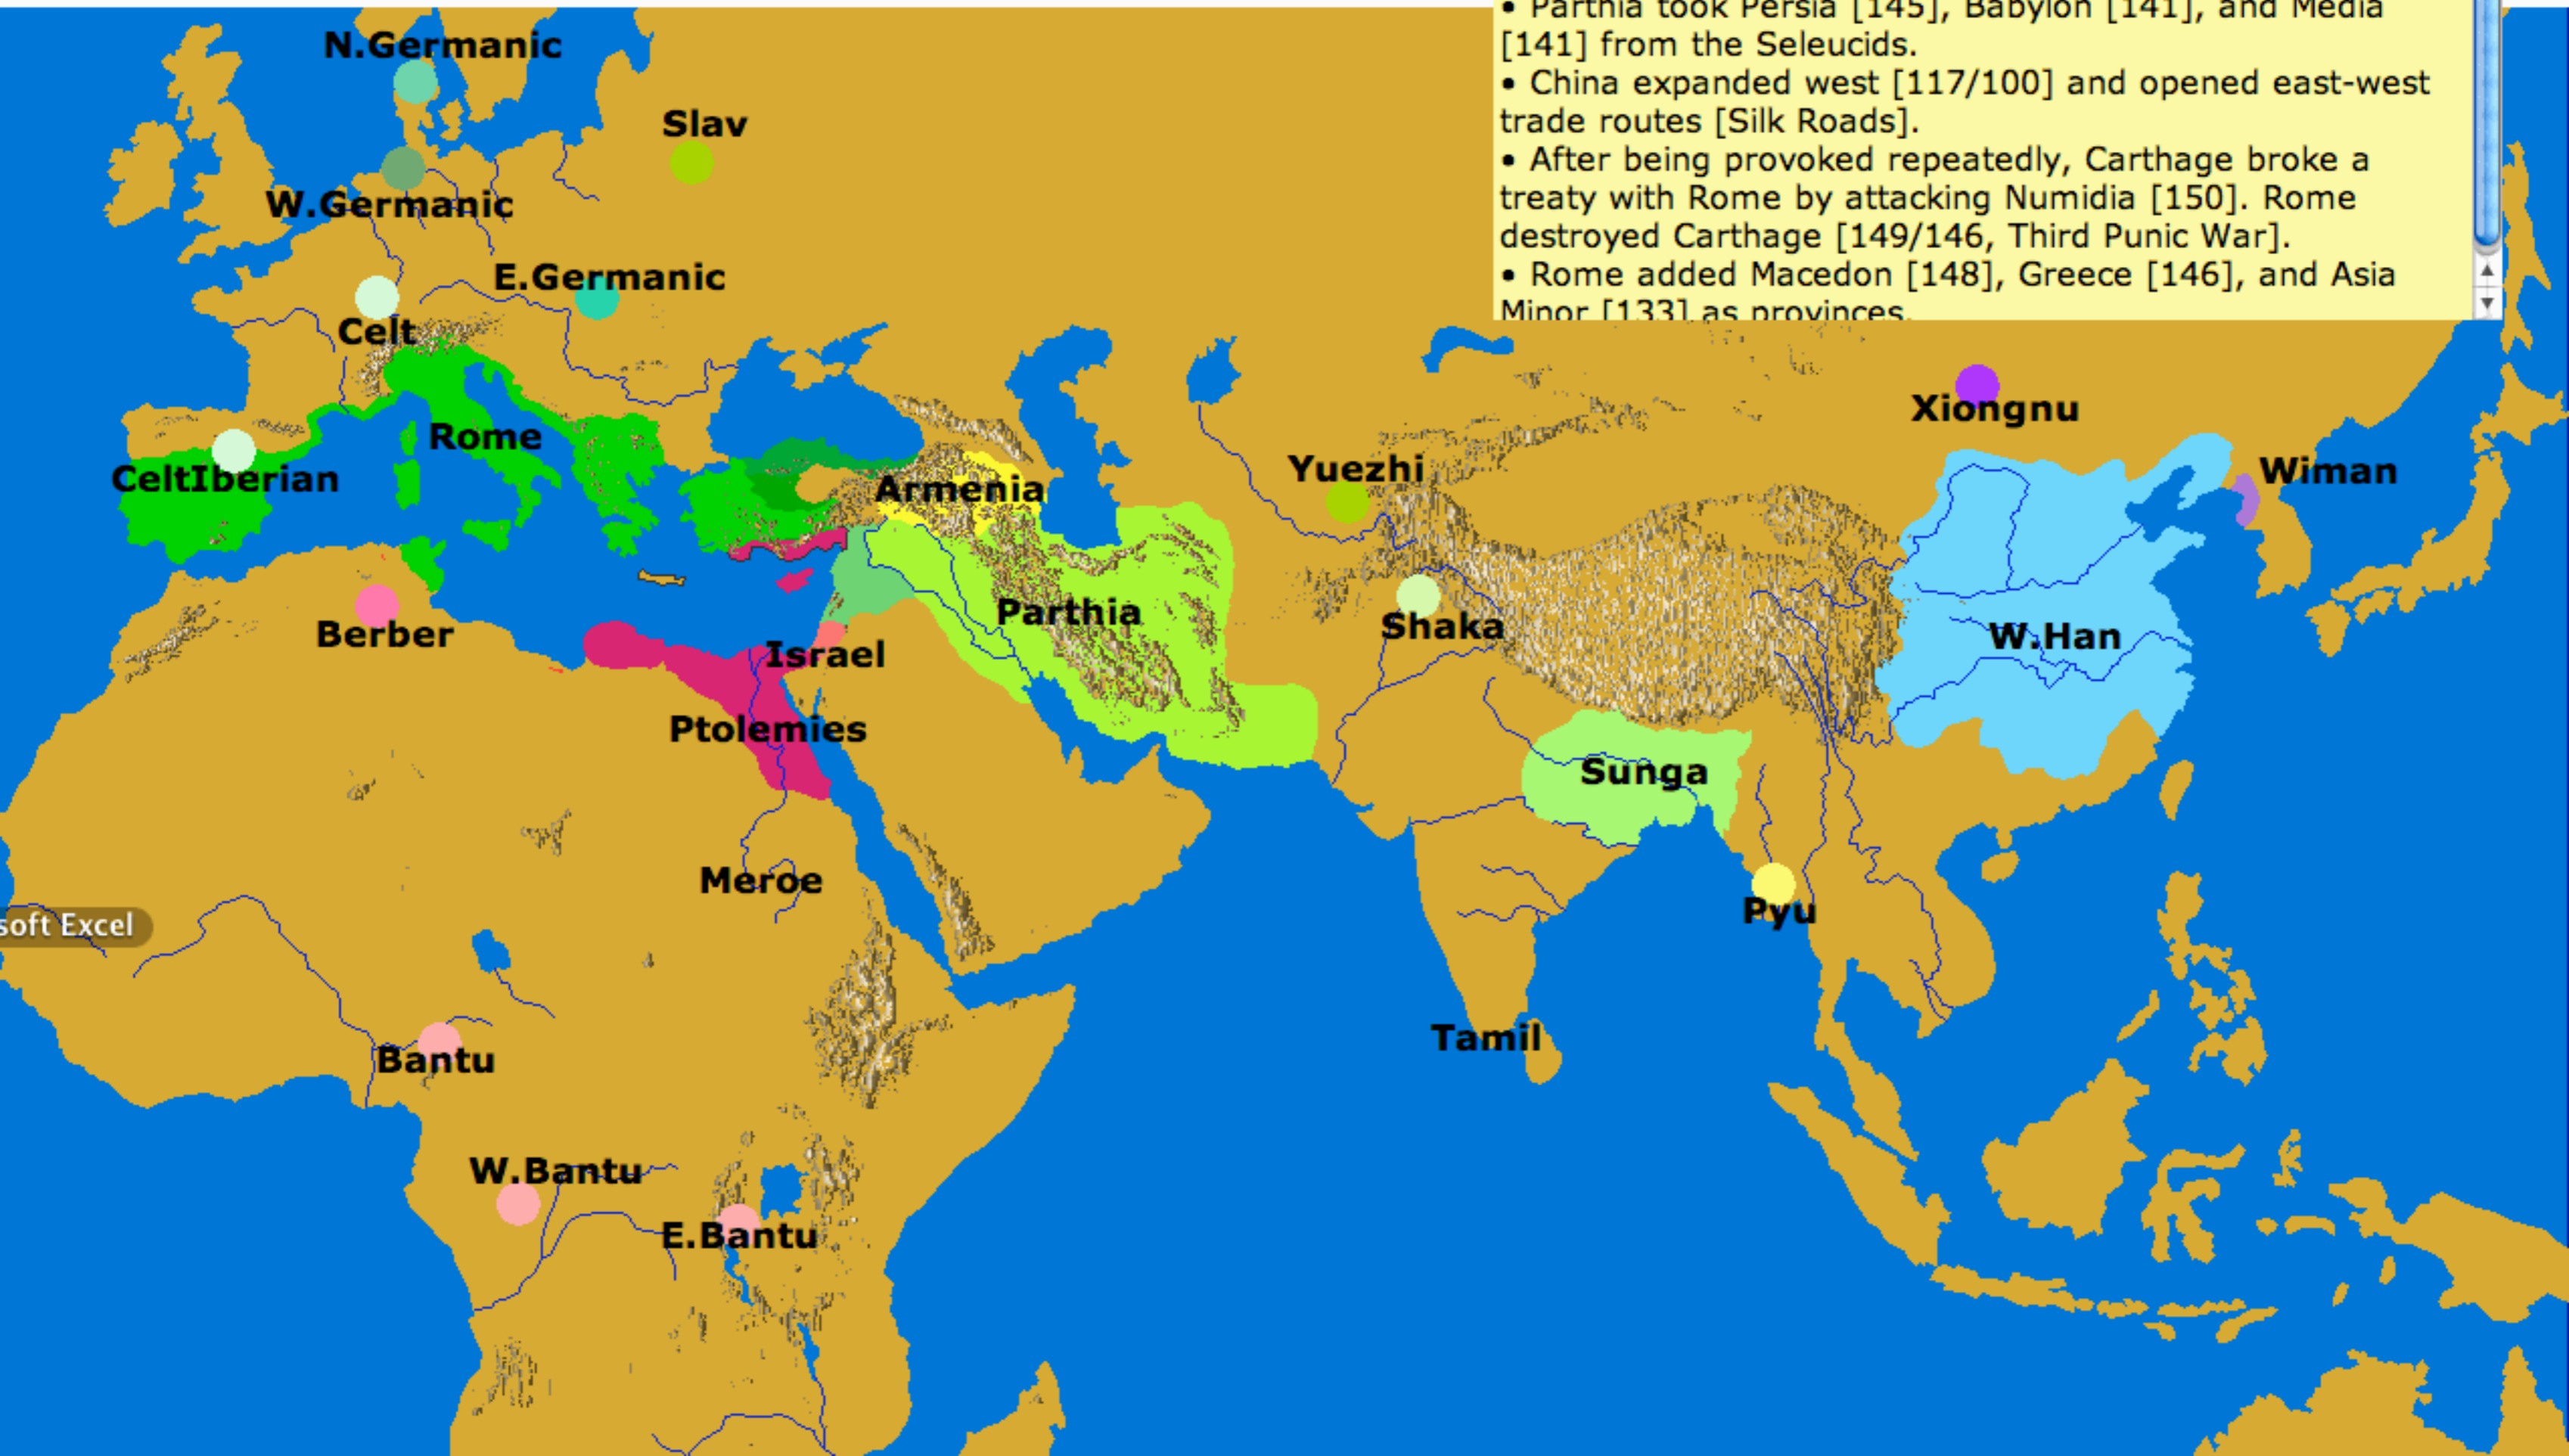 • Parthia took Persia [145], Babylon [141], and Media
[141] from the Seleucids.
• China expanded west [117/100] and opened east-west
trade routes [Silk Roads].
• After being provoked repeatedly, Carthage broke a
treaty with Rome by attacking Numidia [150]. Rome
destroyed Carthage [149/146, Third Punic War].
• Rome added Macedon [148], Greece [146], and Asia
Minor [133] as provinces.
N.Germanic
Slav
W.Germanic
E.Germanic
Celt
Rome
CeltIberian
Xiongnu
Yuezhi
Wiman
Armenia
Parthia
Shaka
W.Han
Berber
Israel
Ptolemies
Sunga
Meroe
Pyu
soft Excel
Tamil
Bantu
W.Bantu
E.Bantu